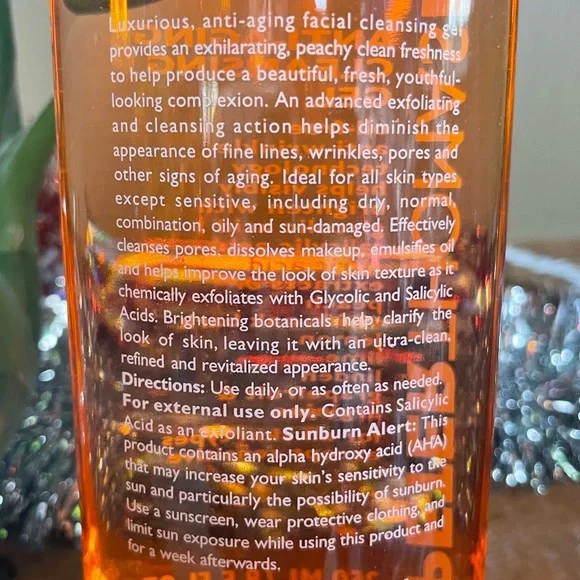 Luxurious, anti-aging facial cleansing gel
provides an exhilarating, peachy clean freshness
to help produce a beautiful, fresh, youthful-
looking complexion. An advanced exfoliating
and cleansing action helps diminish the
appearance of fine lines, wrinkles, pores and
other signs of aging. Ideal for all skin types
except sensitive, including dry, normal,
combination, oily and sun-damaged. Effectively
cleanses pores, dissolves makeup, emulsifies oil
and helps improve the look of skin texture as it
chemically exfoliates with Glycolic and Salicylic
Acids. Brightening botanicals help clarify the
look of skin, leaving it with an ultra-clean,
refined and revitalized appearance.
Directions: Use daily, or as often as needed.
For external use only. Contains Salicylic
Acid as an exfoliant. Sunburn Alert: This
product contains an alpha hydroxy acid (AHA)
that may increase your skin's sensitivity to the
sun and particularly the possibility of sunburn.
Use a sunscreen, wear protective clothing, and
limit sun exposure while using this product and
for a week afterwards.